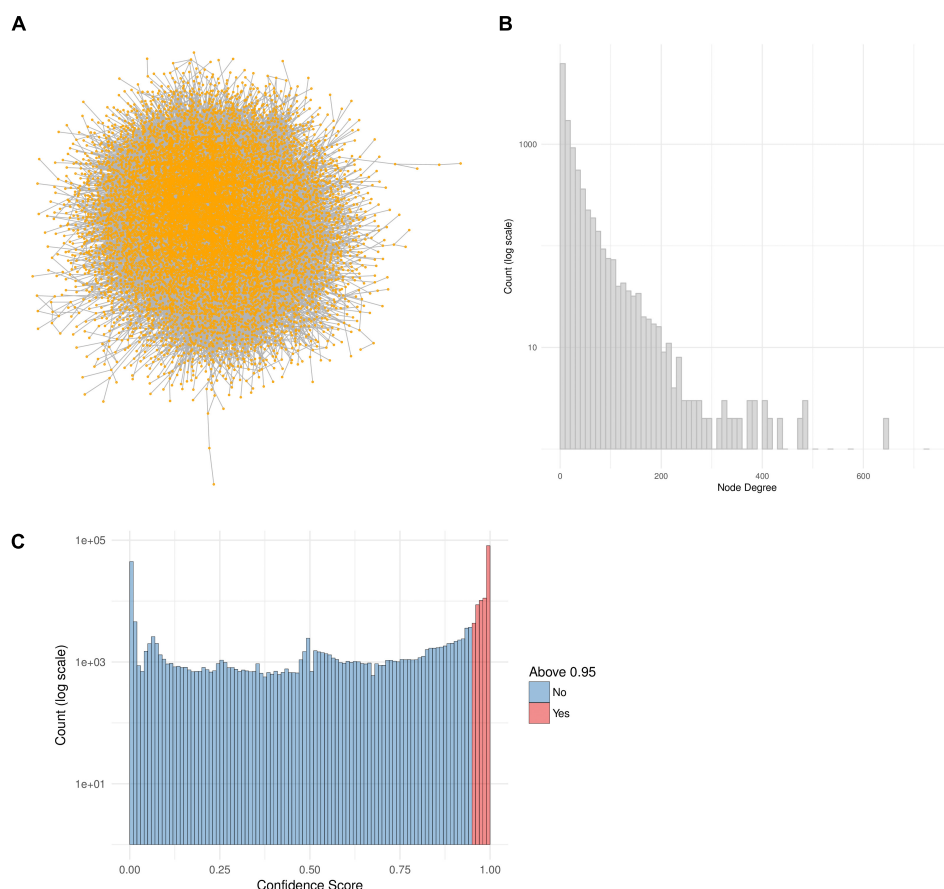 A
B
Count (log scale)
1000
10
0
200
400
600
Node Degree
C
Count (log scale)
1e+05
1e+03
1e+01
0.00
0.25
0.50
0.75
1.00
Confidence Score
Above 0.95
No
Yes